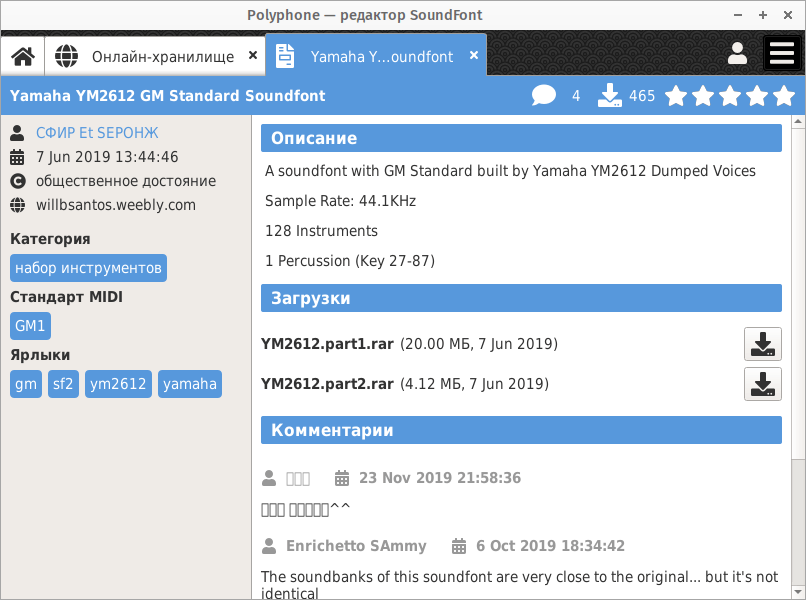 Polyphone — редактор SoundFont
Онлайн-хранилище
Yamaha Y...oundfont
Yamaha YM2612 GM Standard Soundfont
4
465
СФИР Et SЕРОНЖ
7 Jun 2019 13:44:46
общественное достояние
willbsantos.weebly.com
Категория
набор инструментов
Стандарт MIDI
GM1
Ярлыки
gm sf2 ym2612 yamaha
Описание
A soundfont with GM Standard built by Yamaha YM2612 Dumped Voices
Sample Rate: 44.1KHz
128 Instruments
1 Percussion (Key 27-87)
Загрузки
YM2612.part1.rar (20.00 МБ, 7 Jun 2019)
YM2612.part2.rar (4.12 МБ, 7 Jun 2019)
Комментарии
23 Nov 2019 21:58:36
^^
Enrichetto SAmmy 6 Oct 2019 18:34:42
The soundbanks of this soundfont are very close to the original... but it's not
identical